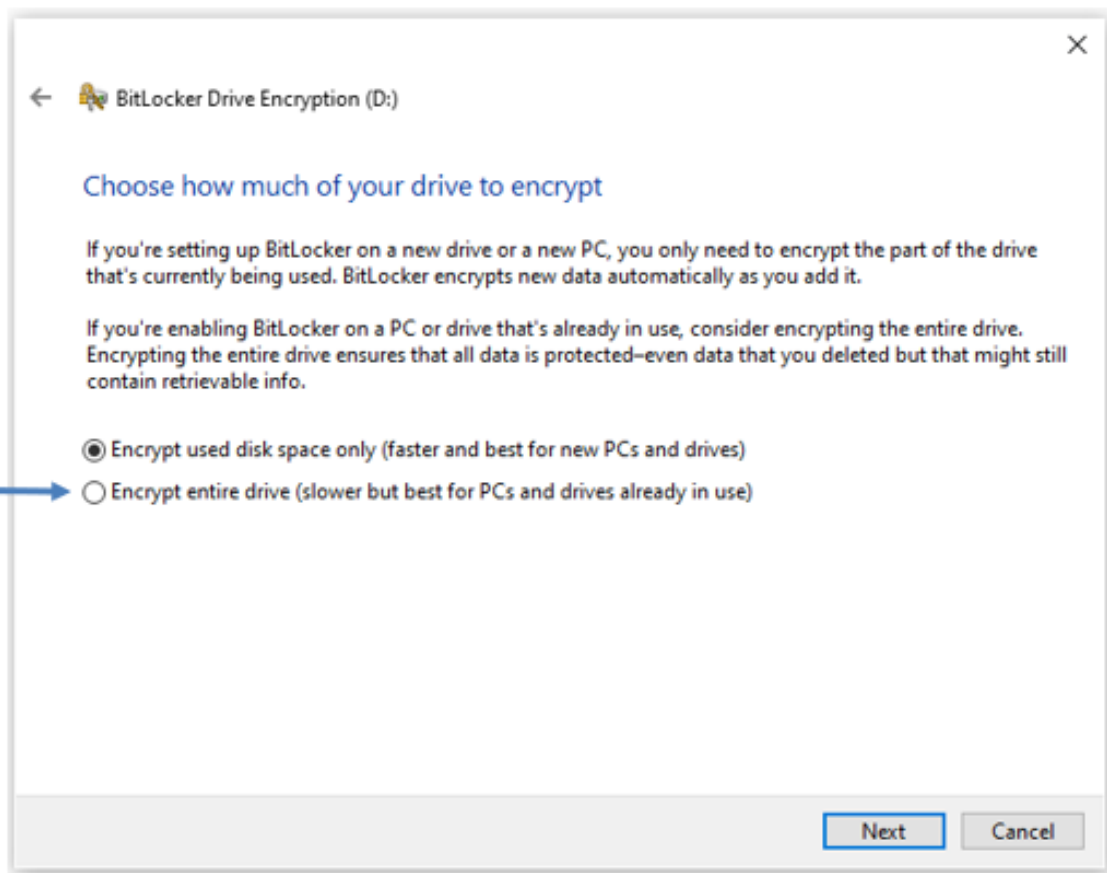 BitLocker Drive Encryption (D:)
Choose how much of your drive to encrypt
If you're setting up BitLocker on a new drive or a new PC, you only need to encrypt the part of the drive
that's currently being used. BitLocker encrypts new data automatically as you add it.
If you're enabling BitLocker on a PC or drive that's already in use, consider encrypting the entire drive.
Encrypting the entire drive ensures that all data is protected–even data that you deleted but that might still
contain retrievable info.
Encrypt used disk space only (faster and best for new PCs and drives)
Encrypt entire drive (slower but best for PCs and drives already in use)
Next
Cancel